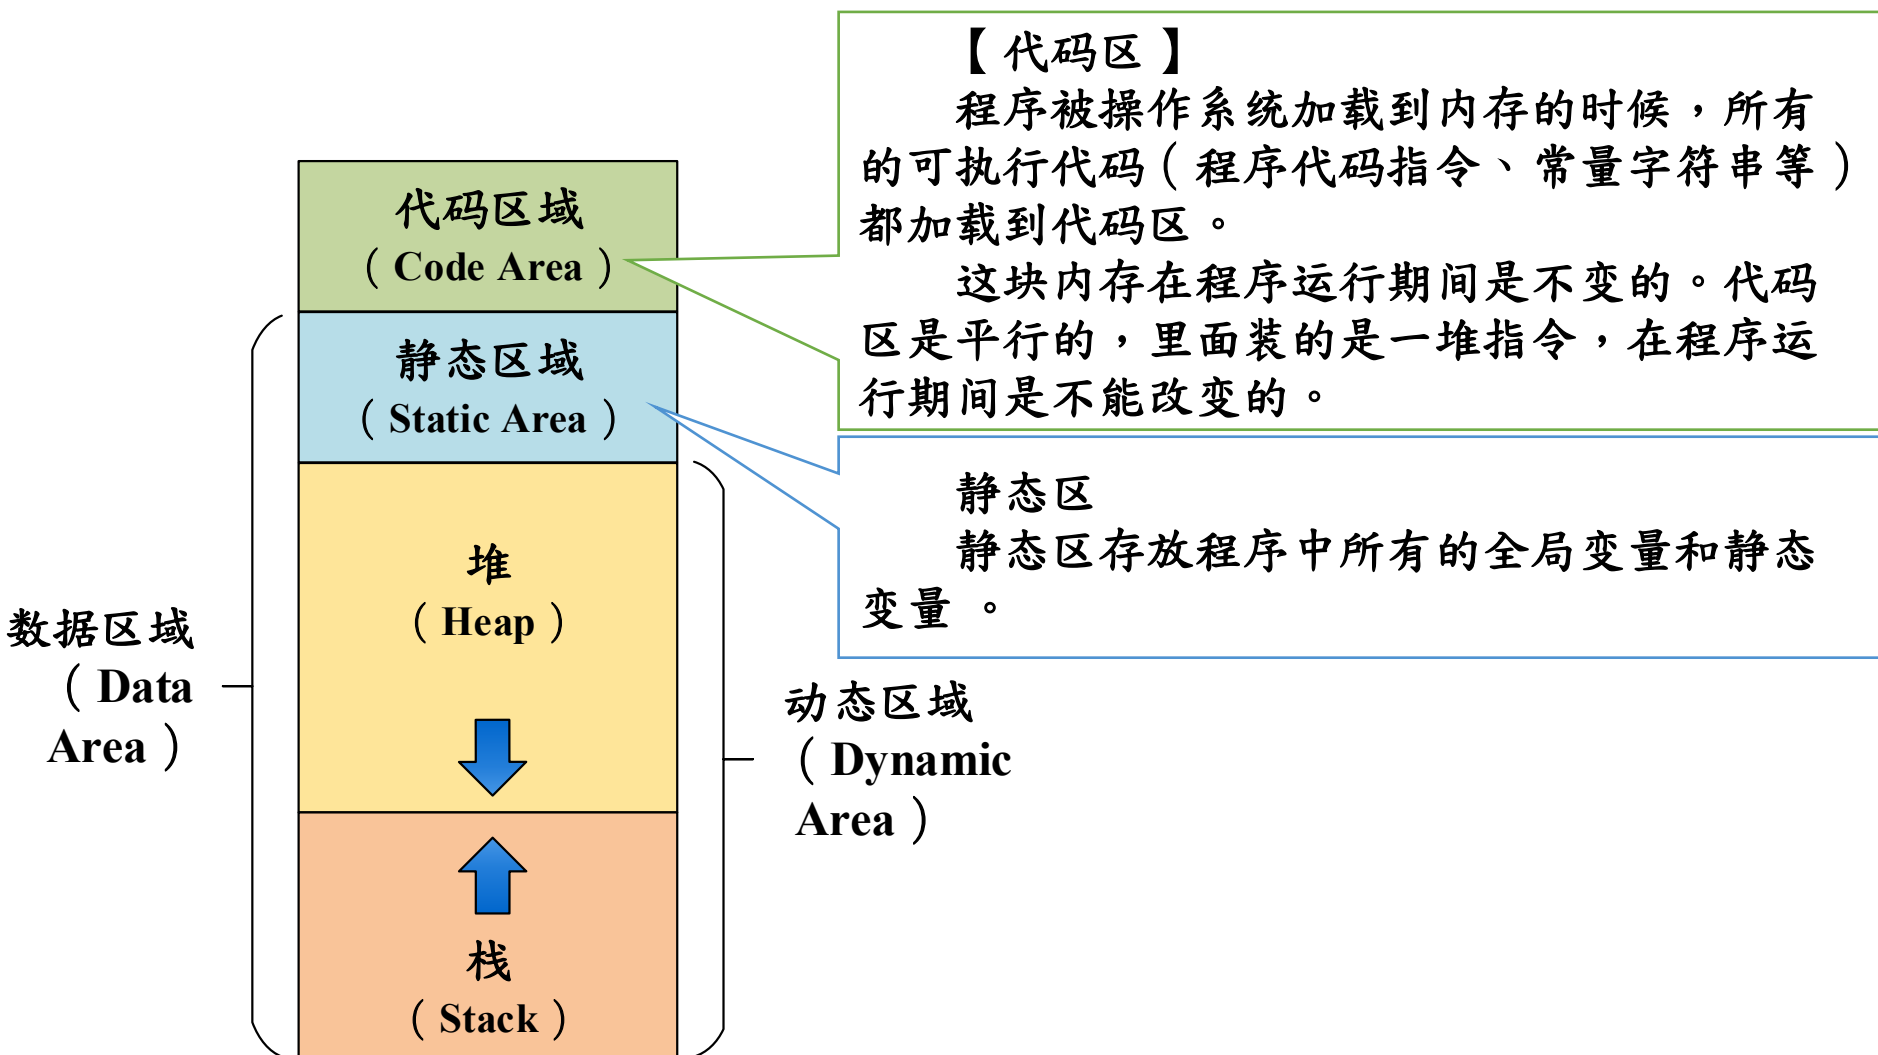 【 代码区 】
程序被操作系统加载到内存的时候，所有
的可执行代码（程序代码指令、常量字符串等）
都加载到代码区。
这块内存在程序运行期间是不变的。代码
区是平行的，里面装的是一堆指令，在程序运
行期间是不能改变的。
代码区域
（Code Area）
静态区域
（Static Area）
静态区
静态区存放程序中所有的全局变量和静态
变量 。
堆
（Heap）
数据区域
（Data
Area）
动态区域
（Dynamic
Area）
栈
（Stack）